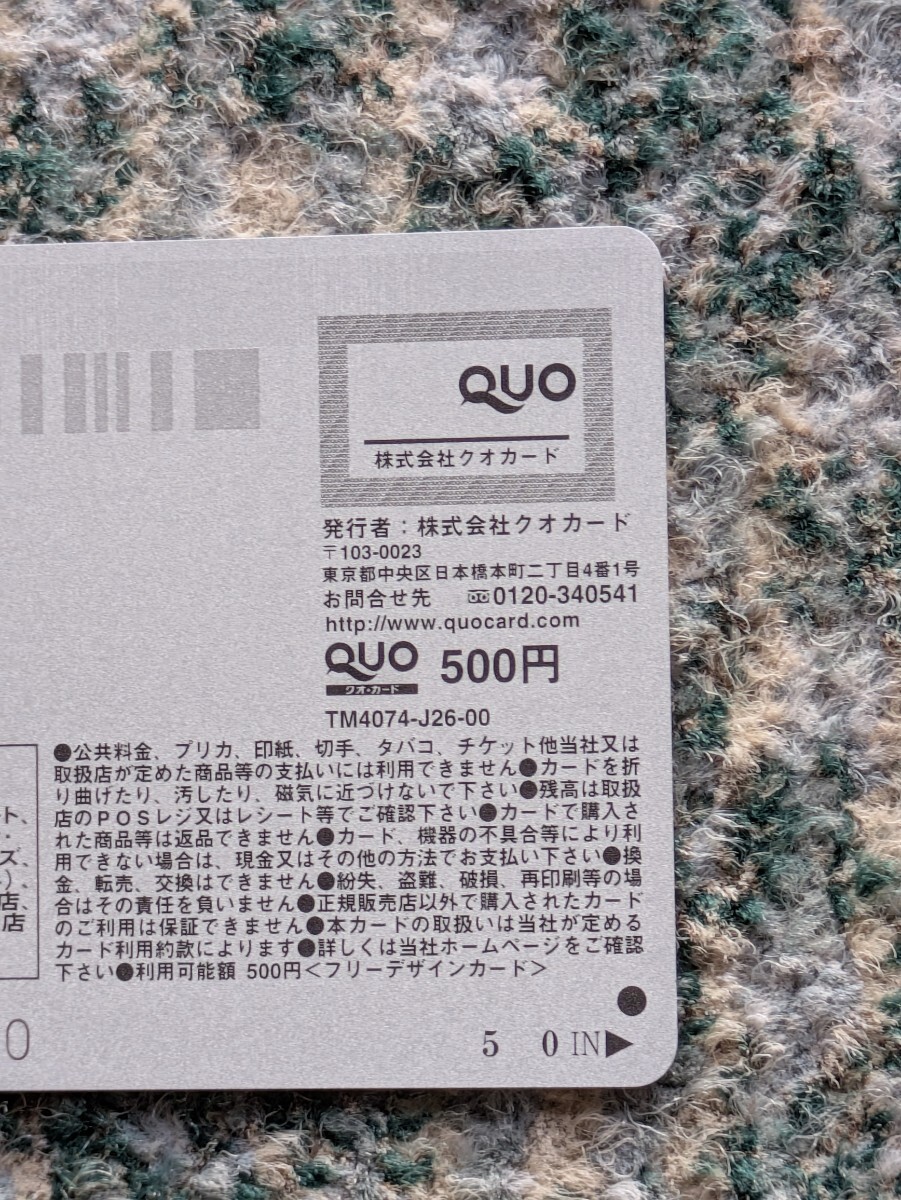 QUO
株式会社クオカード
発行者：株式会社クオカード
〒103-0023
東京都中央区日本橋本町二丁目4番1号
お問合せ先 0120-340541
http://www.quocard.com
QUO 500円
クオ・カード
TM4074-J26-00
●公共料金、プリカ、印紙、切手、タバコ、チケット他当社又は
取扱店が定めた商品等の支払いには利用できません●カードを折
り曲げたり、汚したり、磁気に近づけないで下さい●残高は取扱
店のPOSレジ又はレシート等でご確認下さい●カードで購入さ
れた商品等は返品できません●カード、機器の不具合等により利
用できない場合は、現金又はその他の方法でお支払い下さい●換
金、転売、交換はできません●紛失、盗難、破損、再印刷等の場
合はその責任を負いません●正規販売店以外で購入されたカード
のご利用は保証できません●本カードの取扱いは当社が定める
カード利用約款によります●詳しくは当社ホームページをご確認
下さい●利用可能額 500円＜フリーデザインカード＞
ト、
・
ズ、
）、
店、
店
0
5 0 IN▶